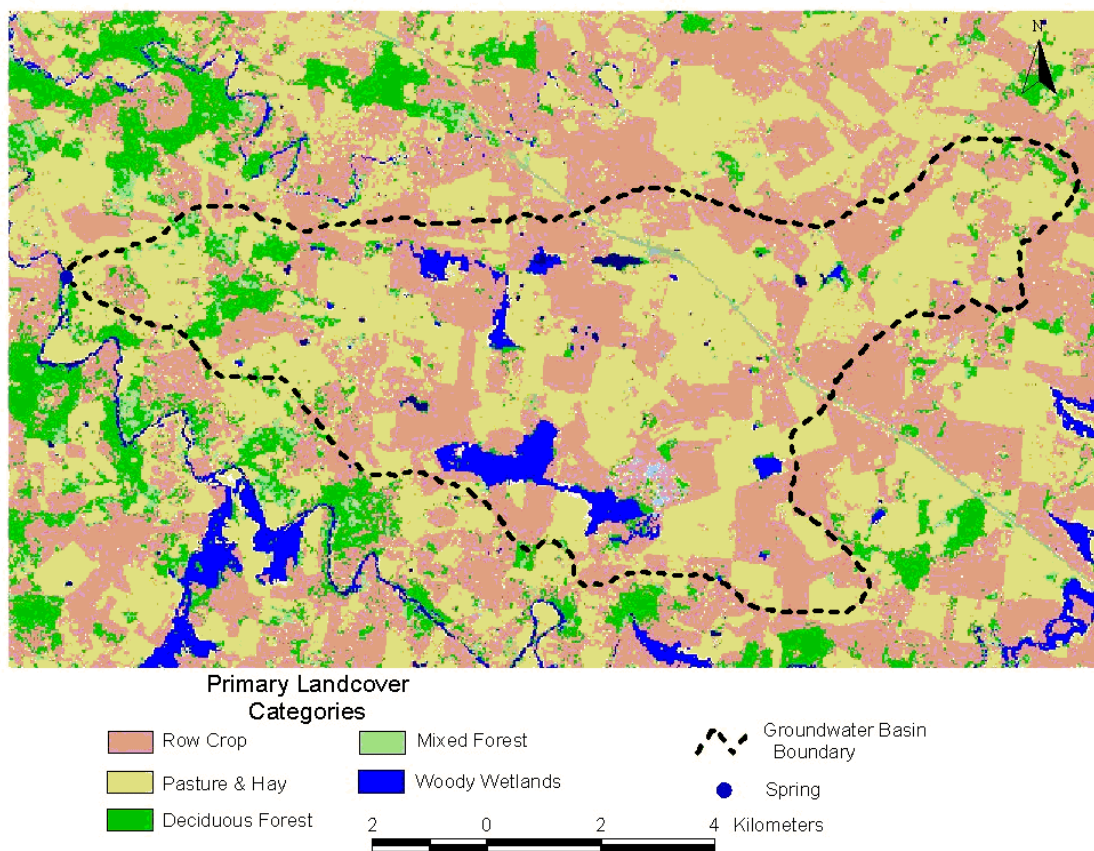 N
Primary Landcover
Categories
Row Crop
Mixed Forest
Groundwater Basin
Boundary
Pasture & Hay
Woody Wetlands
Spring
Deciduous Forest
2 0 2 4 Kilometers